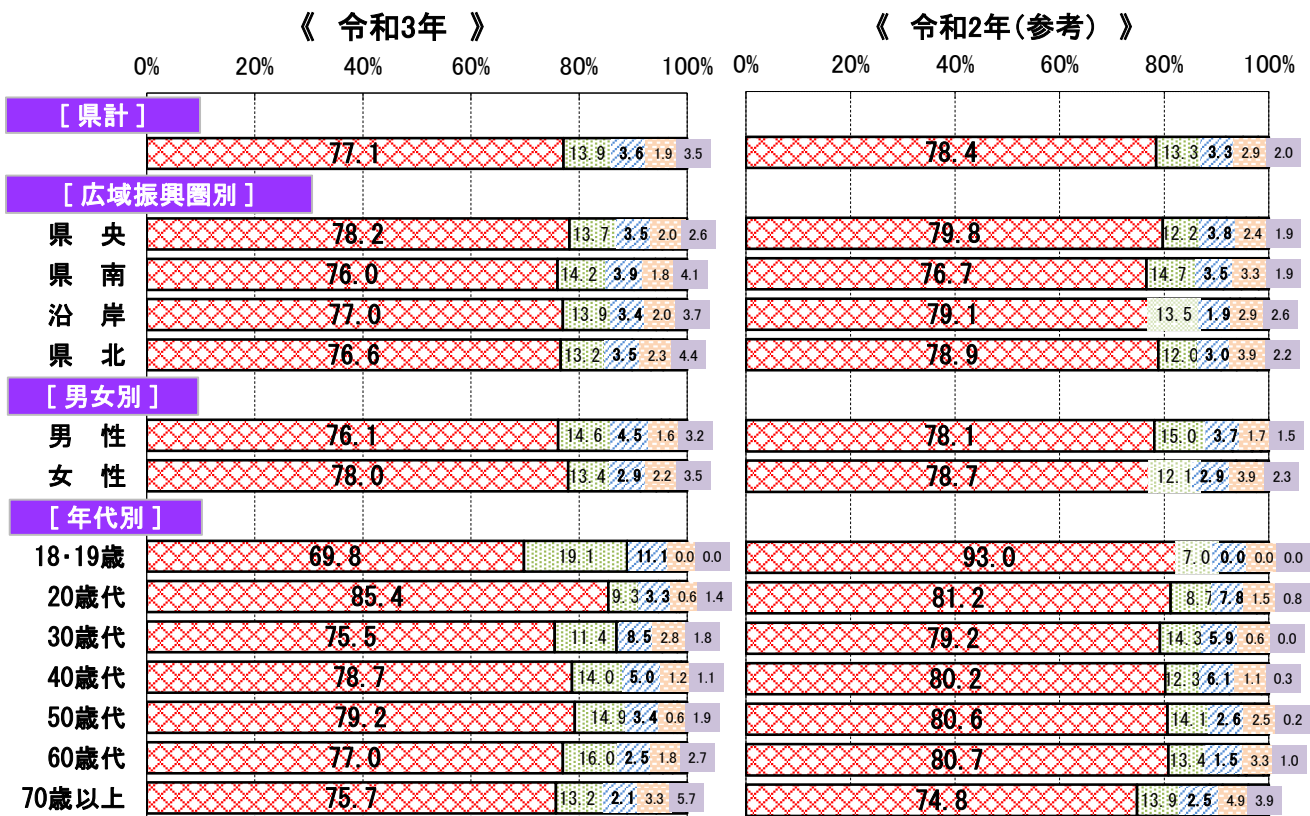 《 令和3年 》 《 令和2年(参考) 》
0% 20% 40% 60% 80% 100% 0% 20% 40% 60% 80% 100%
[ 県計 ]
77.1 13.9 3.6 1.9 3.5 78.4 13.3 3.3 2.9 2.0
[ 広域振興圏別 ]
県 央 78.2 13.7 3.5 2.0 2.6 79.8 12.2 3.8 2.4 1.9
県 南 76.0 14.2 3.9 1.8 4.1 76.7 14.7 3.5 3.3 1.9
沿 岸 77.0 13.9 3.4 2.0 3.7 79.1 13.5 1.9 2.9 2.6
県 北 76.6 13.2 3.5 2.3 4.4 78.9 12.0 3.0 3.9 2.2
[ 男女別 ]
男 性 76.1 14.6 4.5 1.6 3.2 78.1 15.0 3.7 1.7 1.5
女 性 78.0 13.4 2.9 2.2 3.5 78.7 12.1 2.9 3.9 2.3
[ 年代別 ]
18・19歳 69.8 19.1 11.1 0.0 0.0 93.0 7.0 0.0 0.0 0.0
20歳代 85.4 9.3 3.3 0.6 1.4 81.2 8.7 7.8 1.5 0.8
30歳代 75.5 11.4 8.5 2.8 1.8 79.2 14.3 5.9 0.6 0.0
40歳代 78.7 14.0 5.0 1.2 1.1 80.2 12.3 6.1 1.1 0.3
50歳代 79.2 14.9 3.4 0.6 1.9 80.6 14.1 2.6 2.5 0.2
60歳代 77.0 16.0 2.5 1.8 2.7 80.7 13.4 1.5 3.3 1.0
70歳以上 75.7 13.2 2.1 3.3 5.7 74.8 13.9 2.5 4.9 3.9